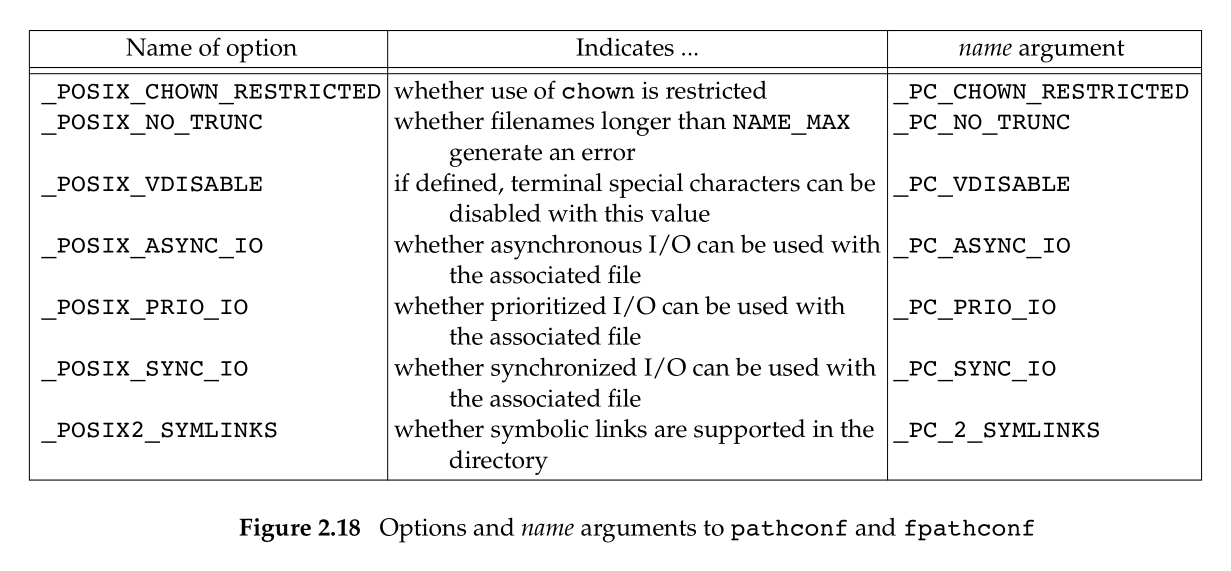 Name of option Indicates ... name argument
_POSIX_CHOWN_RESTRICTED whether use of chown is restricted _PC_CHOWN_RESTRICTED
_POSIX_NO_TRUNC whether filenames longer than NAME_MAX _PC_NO_TRUNC
generate an error
_POSIX_VDISABLE if defined, terminal special characters can be _PC_VDISABLE
disabled with this value
_POSIX_ASYNC_IO whether asynchronous I/O can be used with _PC_ASYNC_IO
the associated file
_POSIX_PRIO_IO whether prioritized I/O can be used with _PC_PRIO_IO
the associated file
_POSIX_SYNC_IO whether synchronized I/O can be used with _PC_SYNC_IO
the associated file
_POSIX2_SYMLINKS whether symbolic links are supported in the _PC_2_SYMLINKS
directory
Figure 2.18 Options and name arguments to pathconf and fpathconf